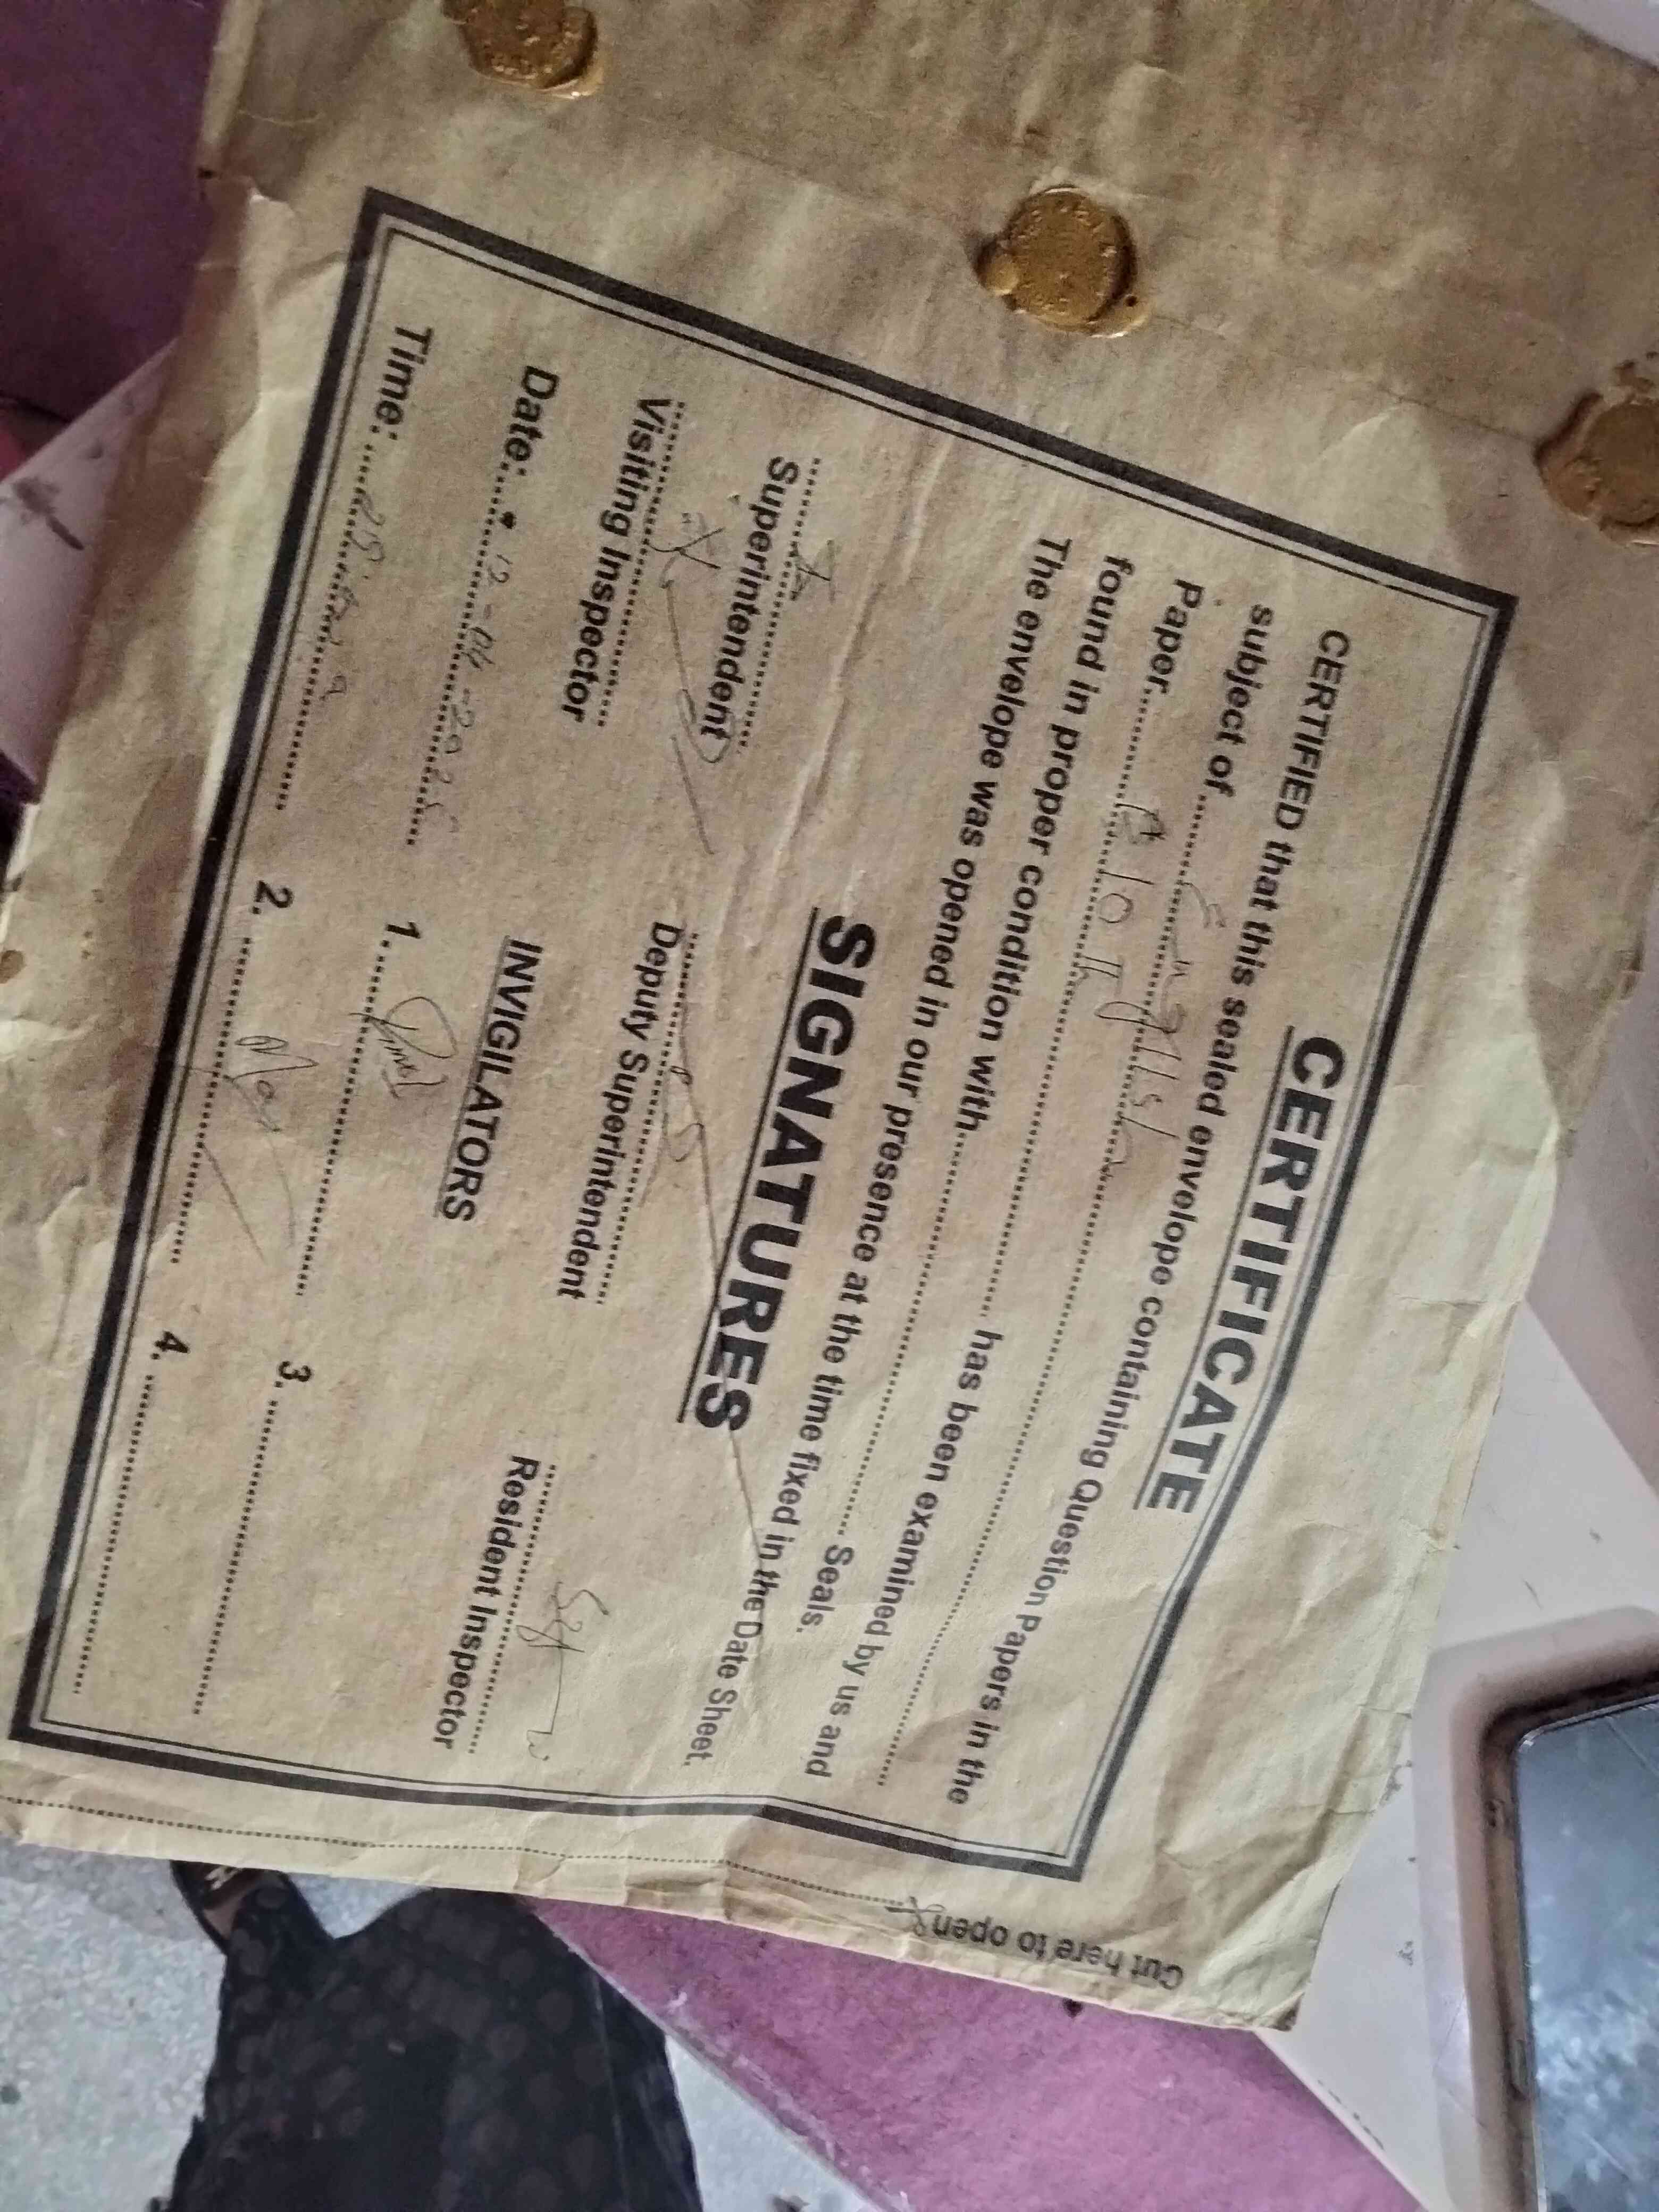 CERTIFICATE
CERTIFIED that this sealed envelope containing Question Papers in the
subject of........English........
Paper........ 10 II ........ has been examined by us and
found in proper condition with........ Seals.
The envelope was opened in our presence at the time fixed in the Date Sheet.
SIGNATURES
Superintendent
Deputy Superintendent
Resident Inspector
Visiting Inspector
INVIGILATORS
Date:
1.
3.
Time:
2.
4.
Cut here to open